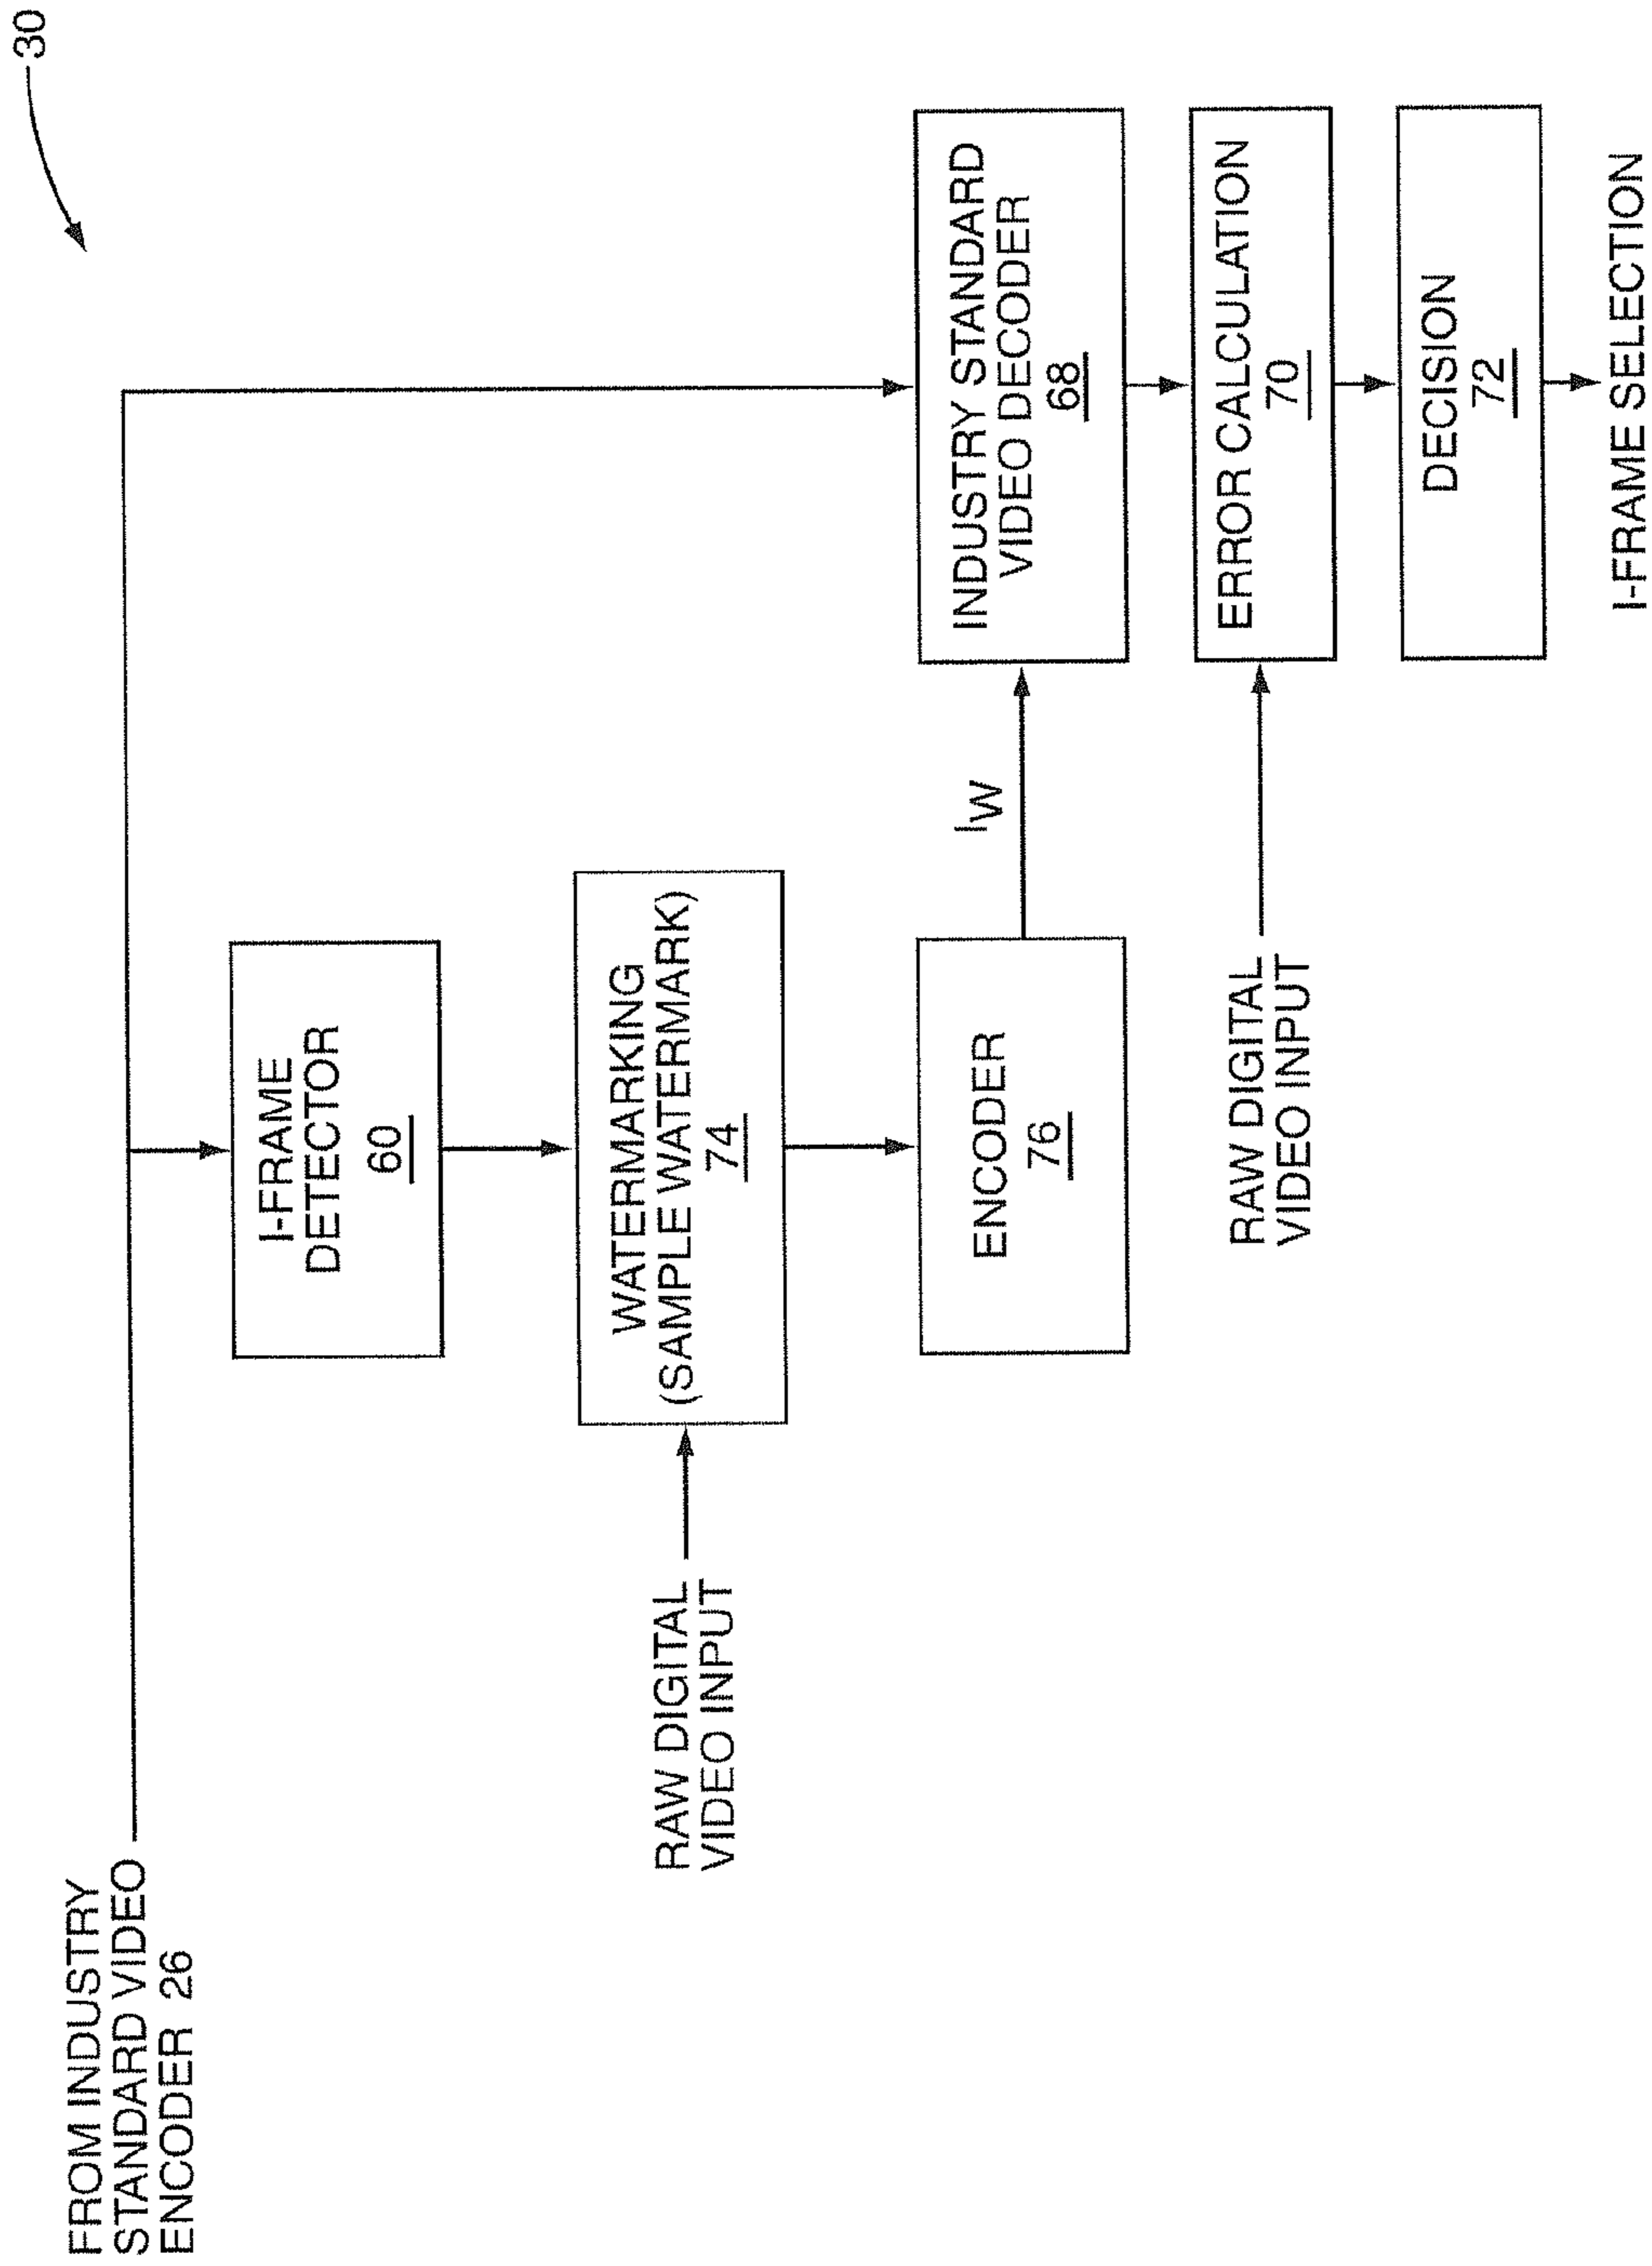 30
FROM INDUSTRY
STANDARD VIDEO
ENCODER 26
I-FRAME
DETECTOR
60
WATERMARKING
(SAMPLE WATERMARK)
74
RAW DIGITAL
VIDEO INPUT
ENCODER
76
IW
INDUSTRY STANDARD
VIDEO DECODER
68
RAW DIGITAL
VIDEO INPUT
ERROR CALCULATION
70
DECISION
72
I-FRAME SELECTION